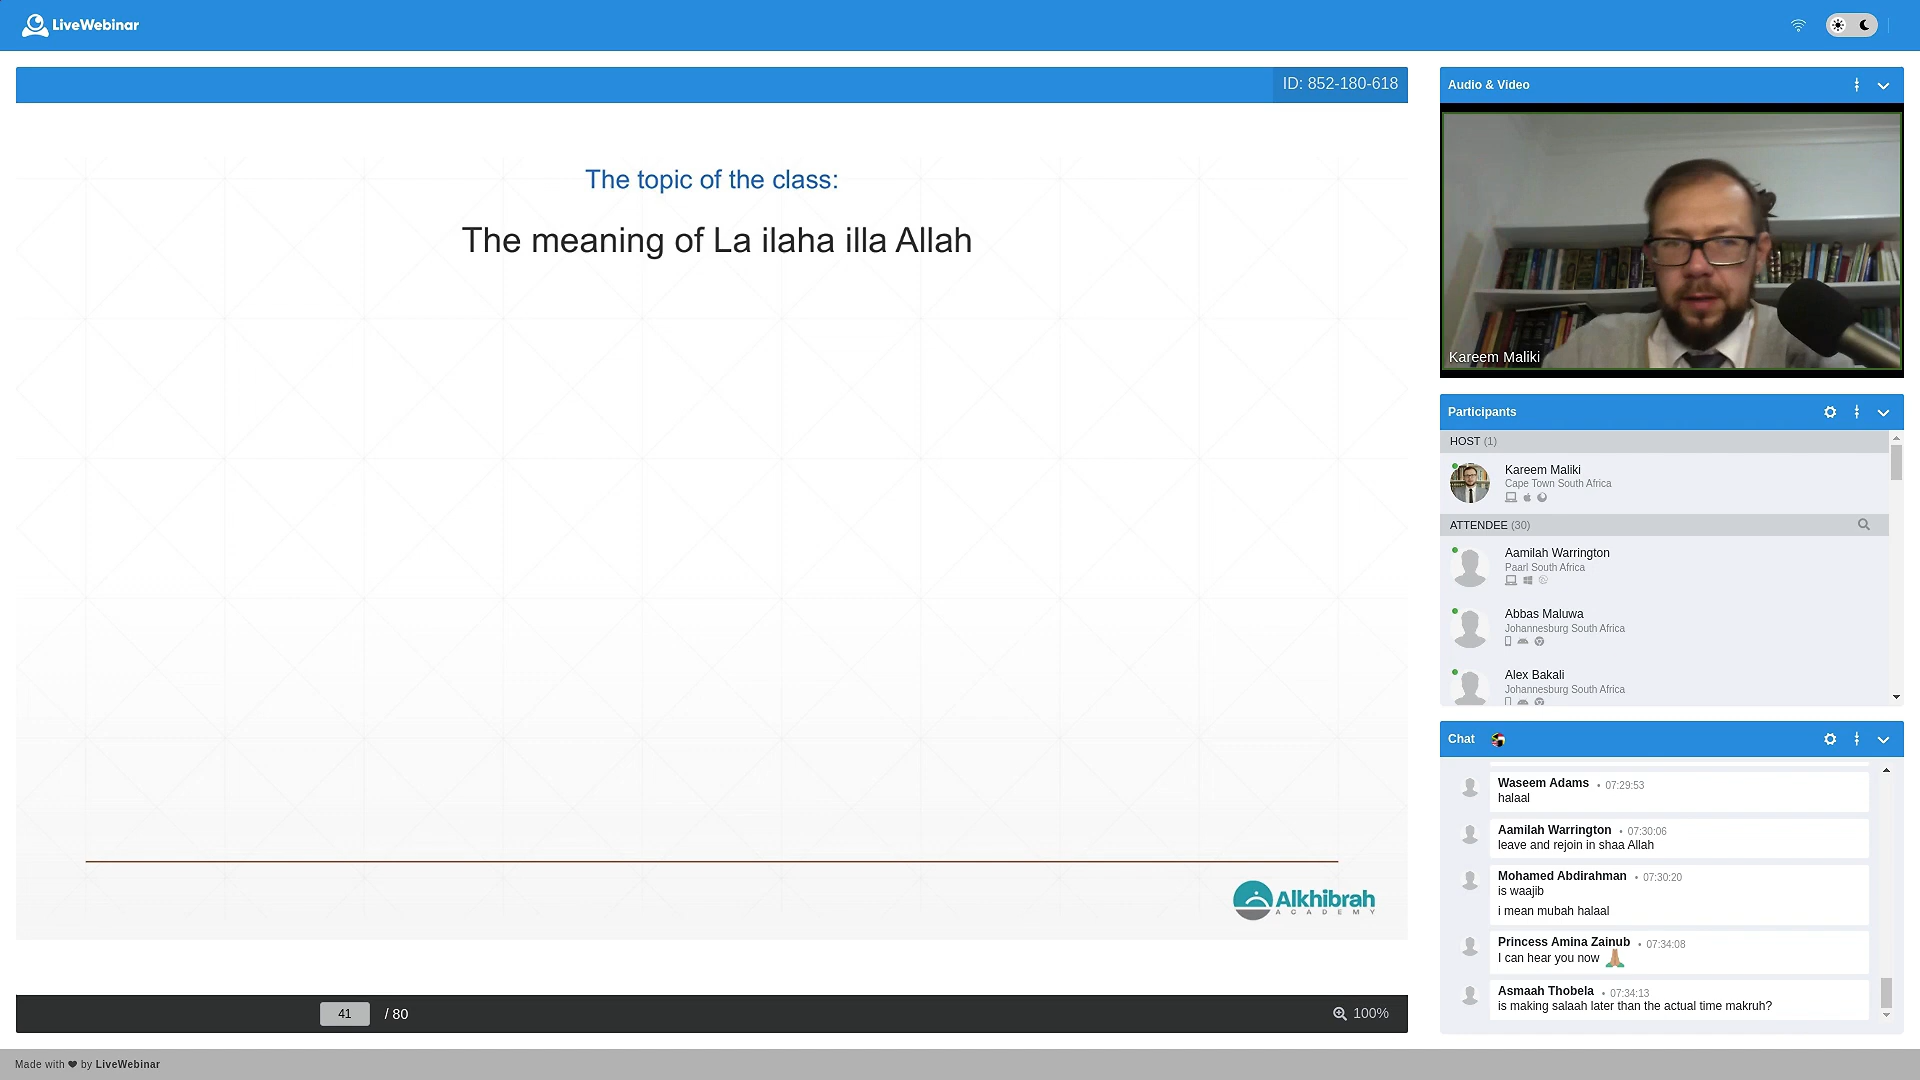 LiveWebinar
ID: 852-180-618
The topic of the class:
The meaning of La ilaha illa Allah
Alkhibrah
ACADEMY
41 / 80
100%
Audio & Video
Kareem Maliki
Participants
HOST (1)
Kareem Maliki
Cape Town South Africa
ATTENDEE (30)
Aamilah Warrington
Paarl South Africa
Abbas Maluwa
Johannesburg South Africa
Alex Bakali
Johannesburg South Africa
Chat
Waseem Adams • 07:29:53
halaal
Aamilah Warrington • 07:30:06
leave and rejoin in shaa Allah
Mohamed Abdirahman • 07:30:20
is waajib
i mean mubah halaal
Princess Amina Zainub • 07:34:08
I can hear you now 🙏
Asmaah Thobela • 07:34:13
is making salaah later than the actual time makruh?
Made with ❤ by LiveWebinar